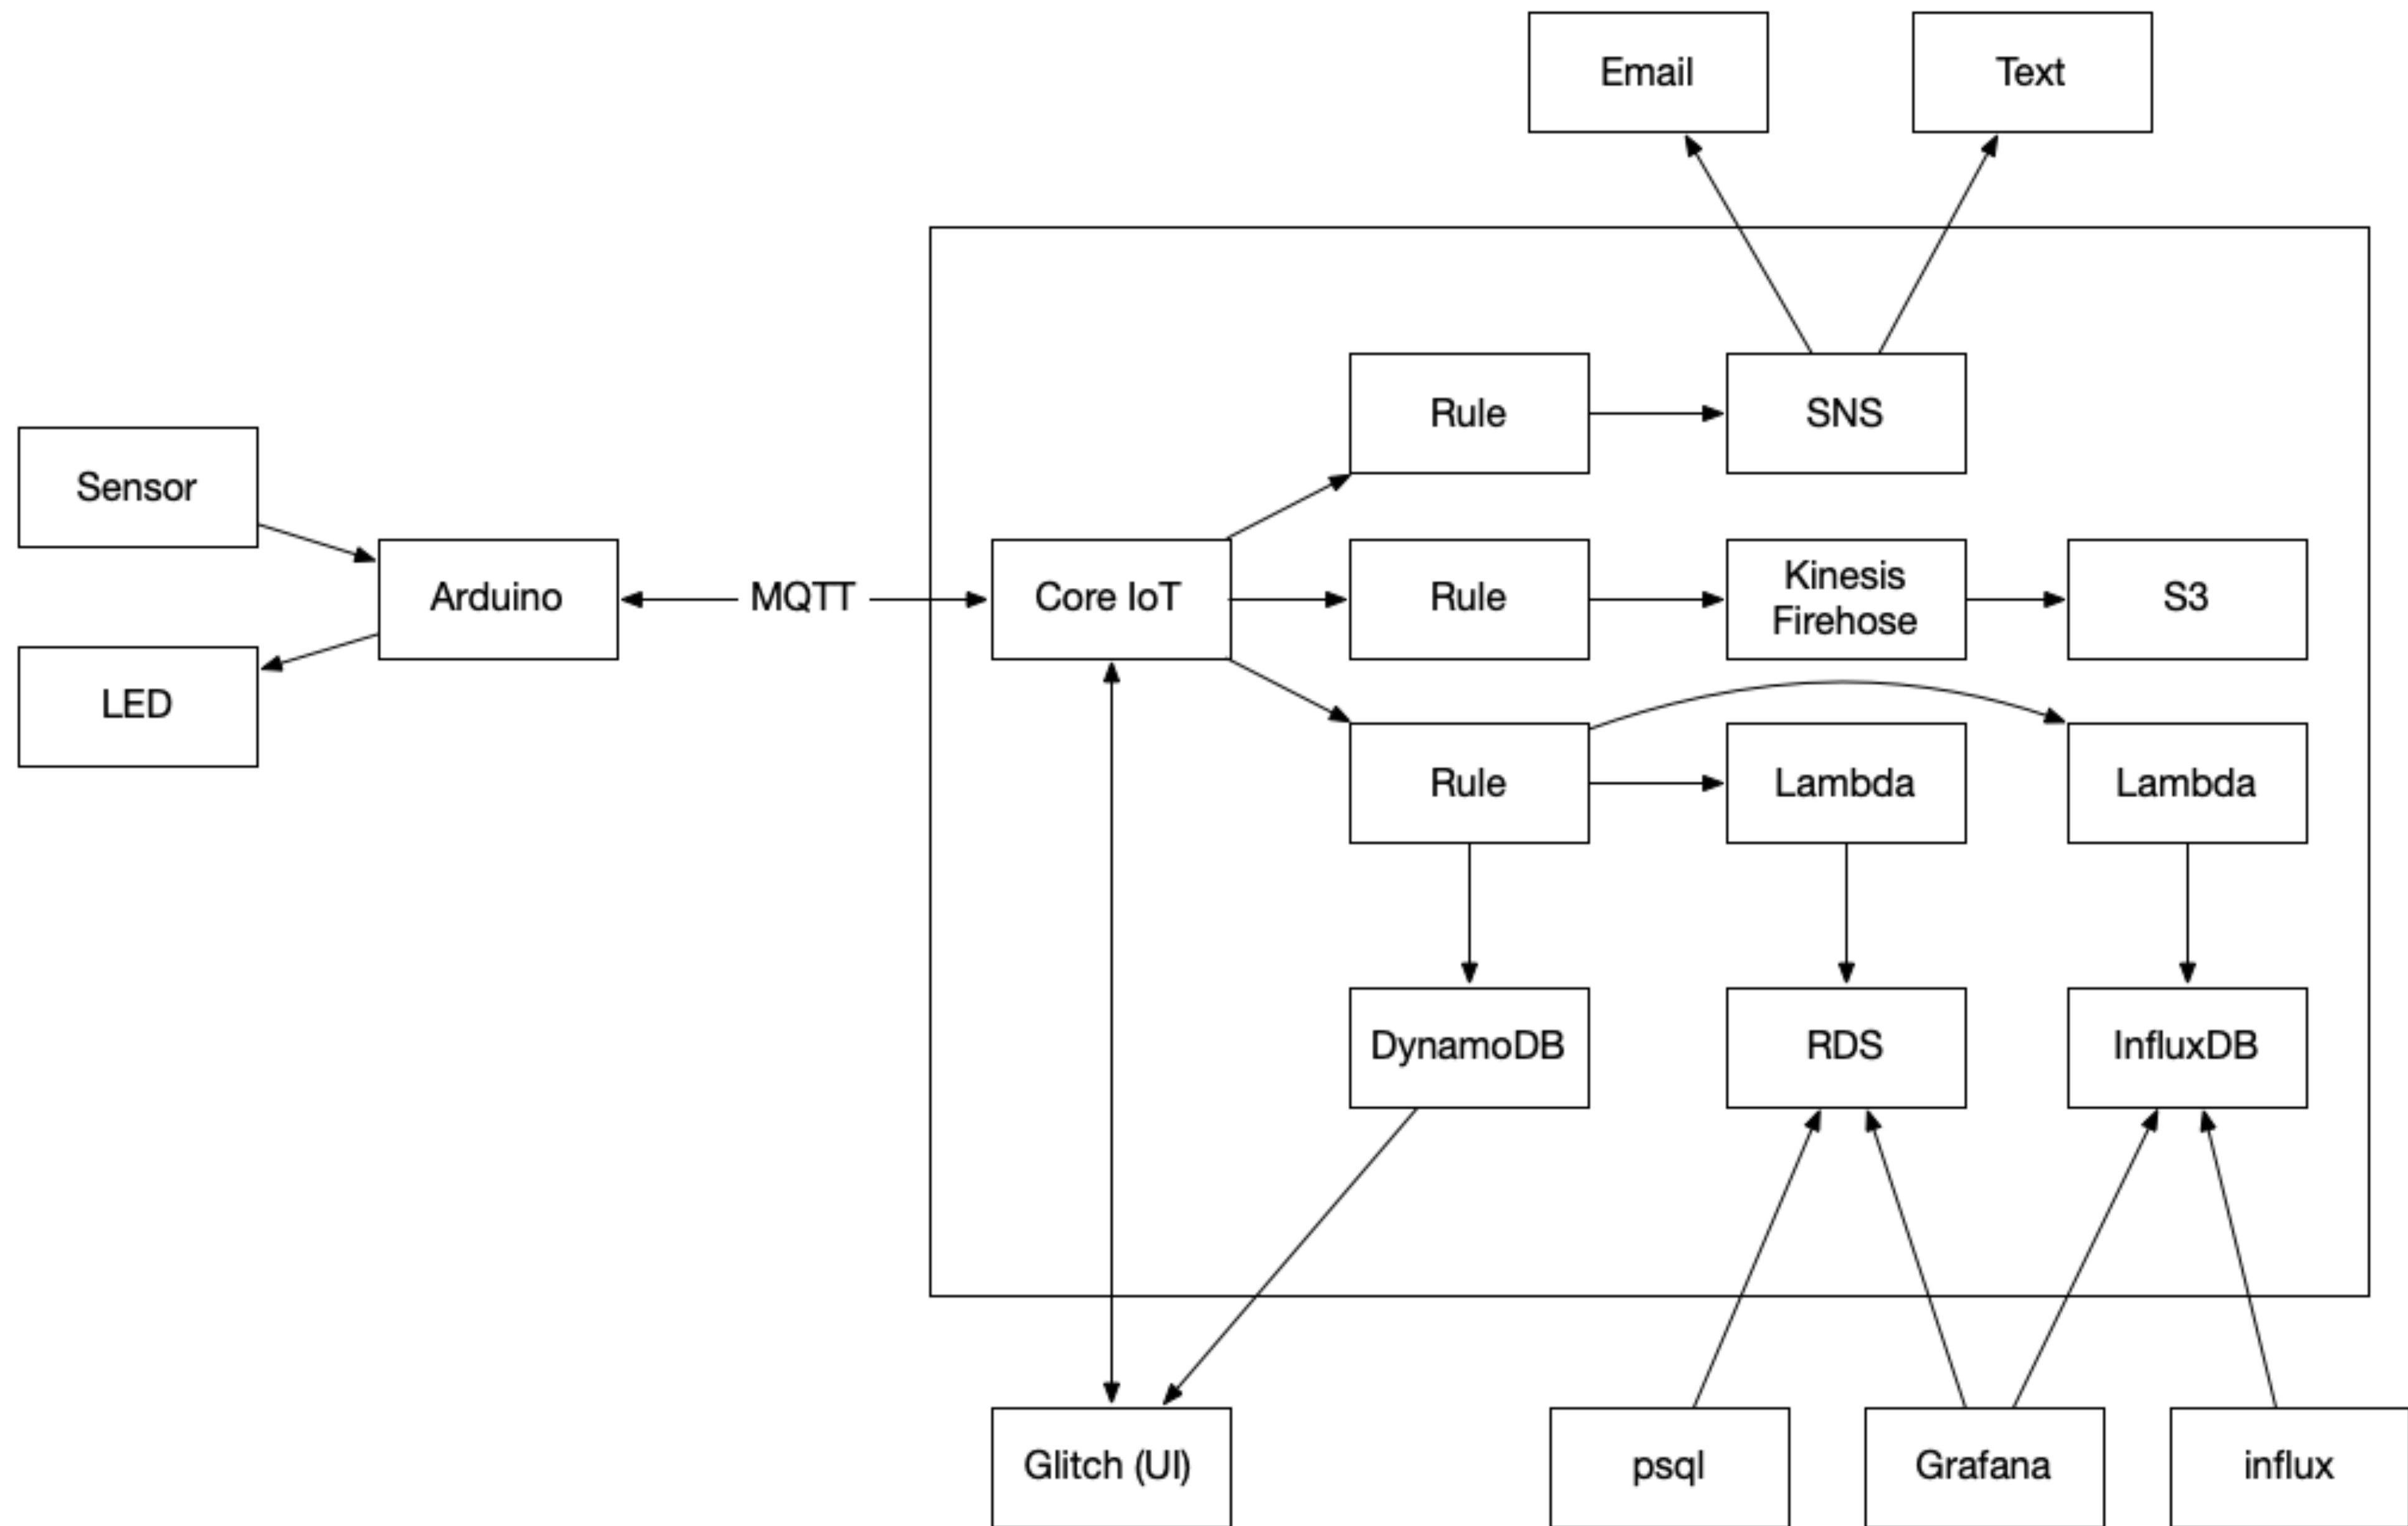 Email
Text
Rule
SNS
Sensor
Arduino
MQTT
Core IoT
Rule
Kinesis
Firehose
S3
LED
Rule
Lambda
Lambda
DynamoDB
RDS
InfluxDB
Glitch (UI)
psql
Grafana
influx